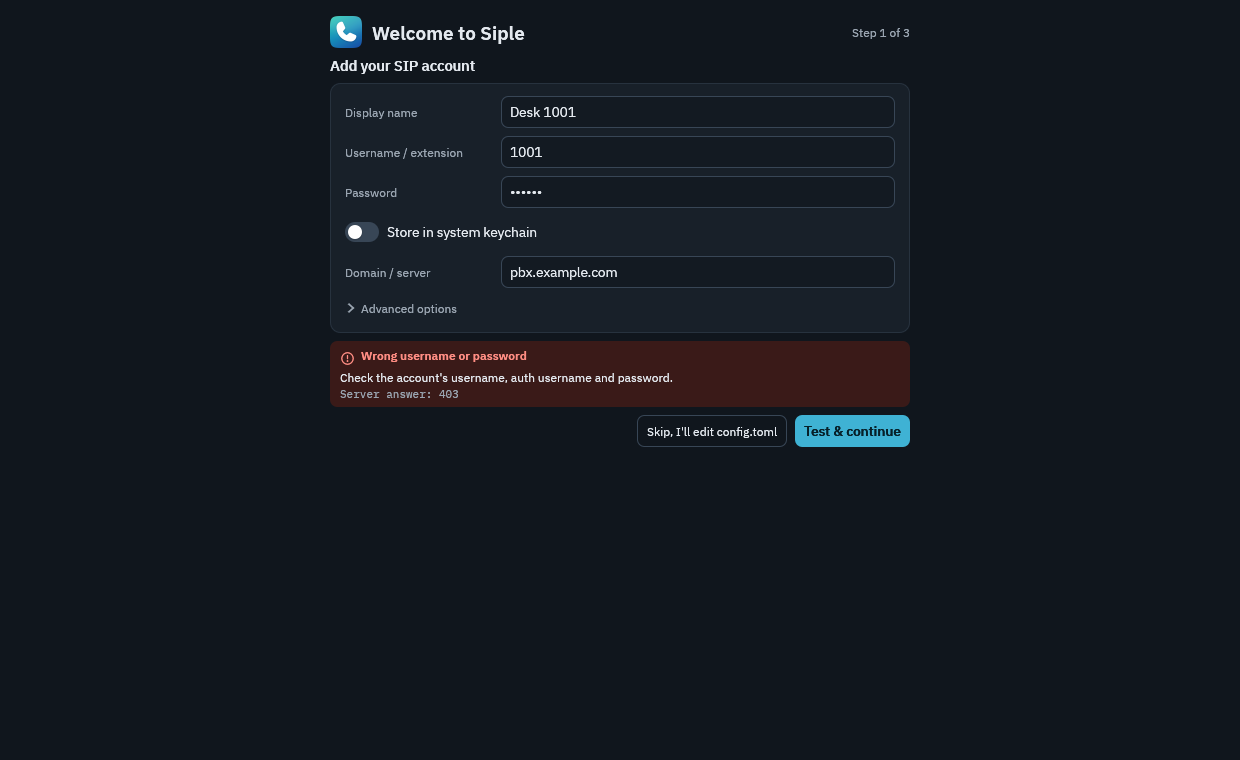 Welcome to Siple
Step 1 of 3
Add your SIP account
Display name
Desk 1001
Username / extension
1001
Password
••••••
Store in system keychain
Domain / server
pbx.example.com
Advanced options
Wrong username or password
Check the account's username, auth username and password.
Server answer: 403
Skip, I'll edit config.toml
Test & continue